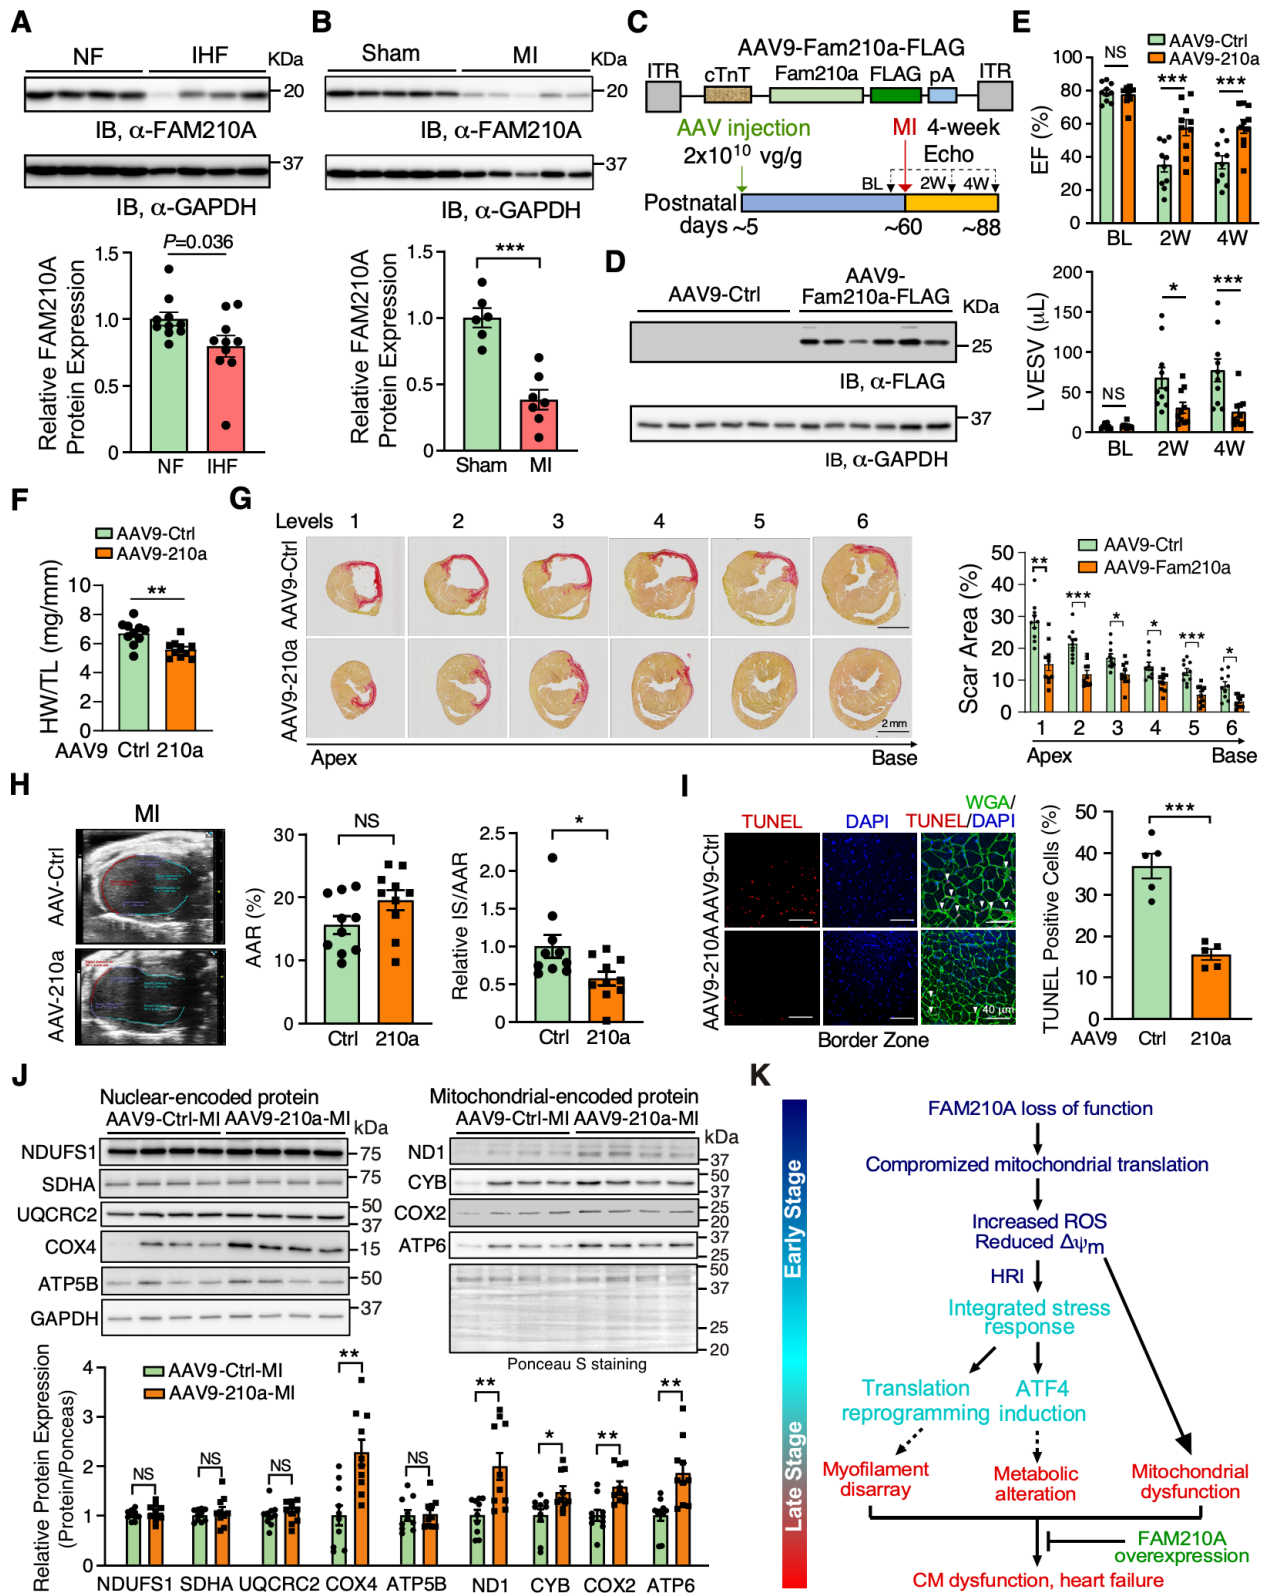 A
NF IHF KDa
20
IB, α-FAM210A
37
IB, α-GAPDH
P=0.036
Relative FAM210A
Protein Expression
1.5
1.0
0.5
0
NF IHF
B
Sham MI KDa
20
IB, α-FAM210A
37
IB, α-GAPDH
***
Relative FAM210A
Protein Expression
1.5
1.0
0.5
0
Sham MI
C
AAV9-Fam210a-FLAG
ITR cTnT Fam210a FLAG pA ITR
AAV injection
2x10¹⁰ vg/g
MI 4-week
Echo
BL 2W 4W
Postnatal
days ~5 ~60 ~88
D
AAV9-Ctrl
AAV9-
Fam210a-FLAG
KDa
25
IB, α-FLAG
37
IB, α-GAPDH
E
AAV9-Ctrl
AAV9-210a
EF (%)
100
80
60
40
20
0
NS *** ***
BL 2W 4W
LVESV (μL)
200
150
100
50
0
NS * ***
BL 2W 4W
F
AAV9-Ctrl
AAV9-210a
HW/TL (mg/mm)
10
8
6
4
2
0
**
AAV9 Ctrl 210a
G
Levels 1 2 3 4 5 6
AAV9-Ctrl
AAV9-210a
2 mm
Apex Base
AAV9-Ctrl
AAV9-Fam210a
Scar Area (%)
50
40
30
20
10
0
** *** * * *** *
1 2 3 4 5 6
Apex Base
H
MI
AAV-Ctrl
AAV-210a
AAR (%)
30
20
10
0
NS
Ctrl 210a
Relative IS/AAR
2.5
2.0
1.5
1.0
0.5
0
*
Ctrl 210a
I
WGA/
TUNEL DAPI TUNEL/DAPI
AAV9-Ctrl
AAV9-210A
40 μm
Border Zone
TUNEL Positive Cells (%)
50
40
30
20
10
0
***
AAV9 Ctrl 210a
J
Nuclear-encoded protein
AAV9-Ctrl-MI AAV9-210a-MI
kDa
NDUFS1 75
SDHA 75
UQCRC2 50
37
COX4 15
ATP5B 50
GAPDH 37
Mitochondrial-encoded protein
AAV9-Ctrl-MI AAV9-210a-MI
kDa
ND1 37
CYB 50
37
COX2 25
20
ATP6 37
25
50
37
25
20
Ponceau S staining
Relative Protein Expression
(Protein/Ponceas)
AAV9-Ctrl-MI
AAV9-210a-MI
4
3
2
1
0
NS NS NS ** NS ** * ** **
NDUFS1 SDHA UQCRC2 COX4 ATP5B ND1 CYB COX2 ATP6
K
Early Stage
Late Stage
FAM210A loss of function
Compromized mitochondrial translation
Increased ROS
Reduced Δψm
HRI
Integrated stress
response
Translation
reprogramming
ATF4
induction
Myofilament
disarray
Metabolic
alteration
Mitochondrial
dysfunction
FAM210A
overexpression
CM dysfunction, heart failure